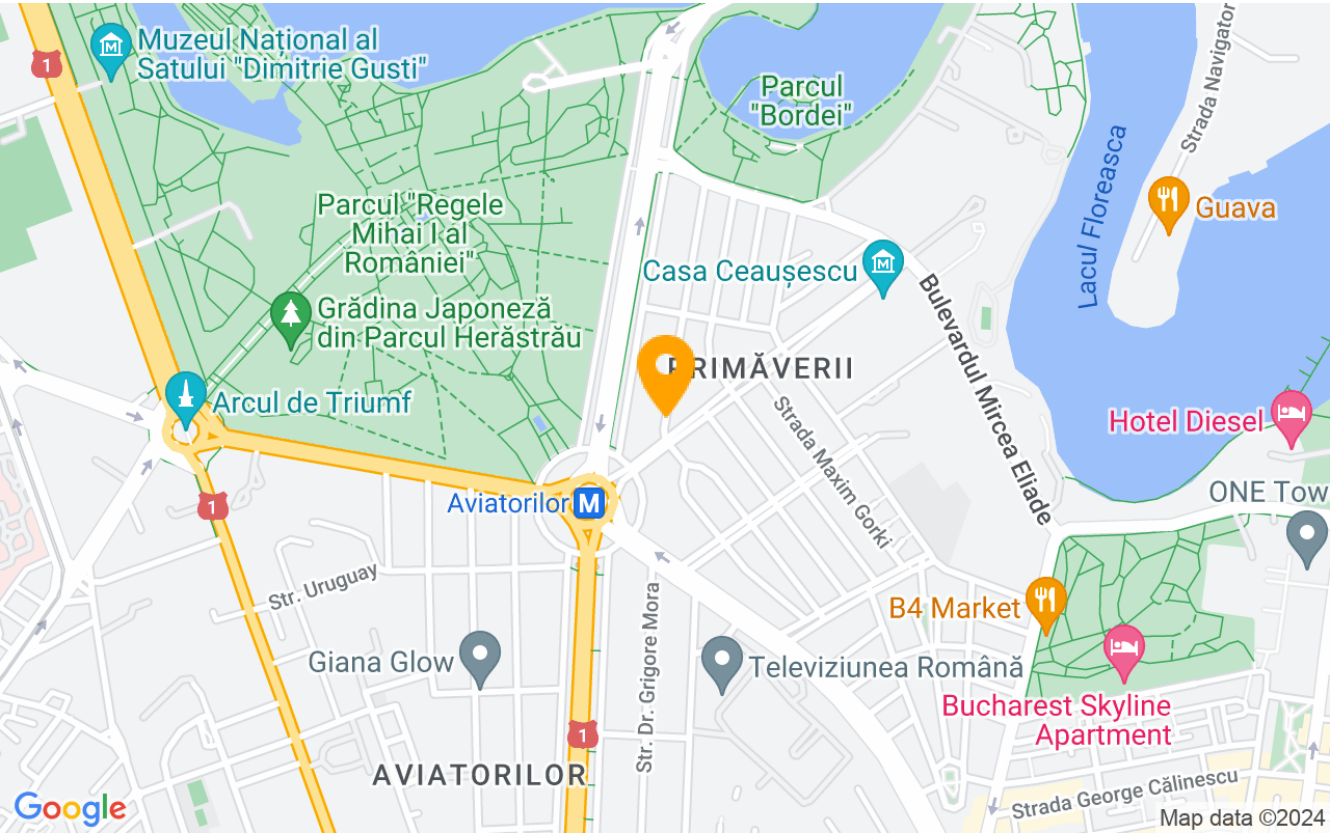 Muzeul Național al
Satului "Dimitrie Gusti"
1
Parcul
"Bordei"
Strada Navigator
Lacul Floreasca
Guava
Parcul "Regele
Mihai I al
României"
Casa Ceaușescu
Grădina Japoneză
din Parcul Herăstrău
Bulevardul Mircea Eliade
PRIMĂVERII
Arcul de Triumf
Strada Maxim Gorki
Hotel Diesel
1
Aviatorilor M
ONE Tow
Str. Uruguay
B4 Market
Str. Dr. Grigore Mora
Giana Glow
Televiziunea Română
Bucharest Skyline
Apartment
1
AVIATORILOR
Strada George Călinescu
Google
Map data ©2024